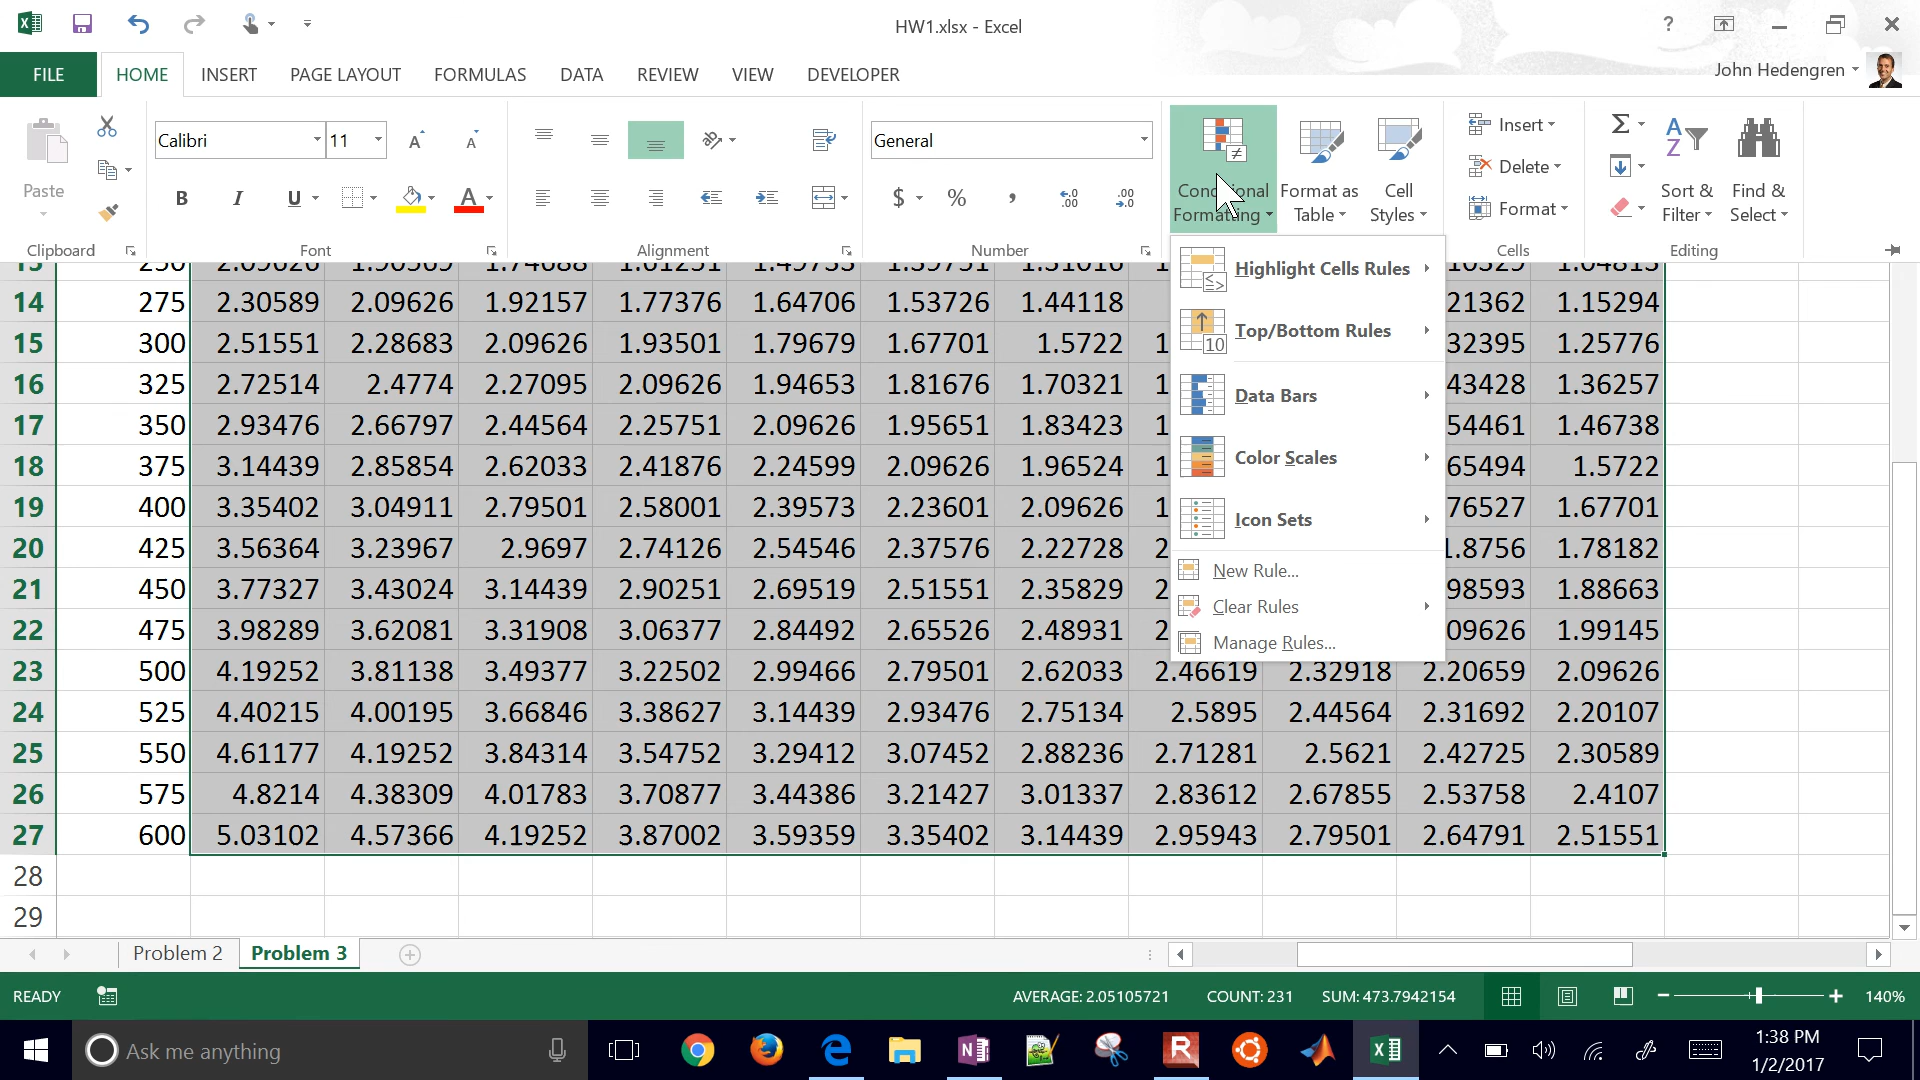 HW1.xlsx - Excel
?
FILE HOME INSERT PAGE LAYOUT FORMULAS DATA REVIEW VIEW DEVELOPER
John Hedengren
Paste
Clipboard
Calibri 11
A A
B I U A
Font
Alignment
General
$ % ,
Number
Conditional Formatting
Format as Table
Cell Styles
Insert
Delete
Format
Cells
Sort & Filter
Find & Select
Editing
Highlight Cells Rules
Top/Bottom Rules
Data Bars
Color Scales
Icon Sets
New Rule...
Clear Rules
Manage Rules...
14 275 2.30589 2.09626 1.92157 1.77376 1.64706 1.53726 1.44118 21362 1.15294
15 300 2.51551 2.28683 2.09626 1.93501 1.79679 1.67701 1.5722 1 32395 1.25776
16 325 2.72514 2.4774 2.27095 2.09626 1.94653 1.81676 1.70321 1 43428 1.36257
17 350 2.93476 2.66797 2.44564 2.25751 2.09626 1.95651 1.83423 1 54461 1.46738
18 375 3.14439 2.85854 2.62033 2.41876 2.24599 2.09626 1.96524 1 65494 1.5722
19 400 3.35402 3.04911 2.79501 2.58001 2.39573 2.23601 2.09626 1 76527 1.67701
20 425 3.56364 3.23967 2.9697 2.74126 2.54546 2.37576 2.22728 2 1.8756 1.78182
21 450 3.77327 3.43024 3.14439 2.90251 2.69519 2.51551 2.35829 2 98593 1.88663
22 475 3.98289 3.62081 3.31908 3.06377 2.84492 2.65526 2.48931 2 09626 1.99145
23 500 4.19252 3.81138 3.49377 3.22502 2.99466 2.79501 2.62033 2.46619 2.32918 2.20659 2.09626
24 525 4.40215 4.00195 3.66846 3.38627 3.14439 2.93476 2.75134 2.5895 2.44564 2.31692 2.20107
25 550 4.61177 4.19252 3.84314 3.54752 3.29412 3.07452 2.88236 2.71281 2.5621 2.42725 2.30589
26 575 4.8214 4.38309 4.01783 3.70877 3.44386 3.21427 3.01337 2.83612 2.67855 2.53758 2.4107
27 600 5.03102 4.57366 4.19252 3.87002 3.59359 3.35402 3.14439 2.95943 2.79501 2.64791 2.51551
28
29
Problem 2 Problem 3
READY
AVERAGE: 2.05105721 COUNT: 231 SUM: 473.7942154
140%
Ask me anything
1:38 PM
1/2/2017